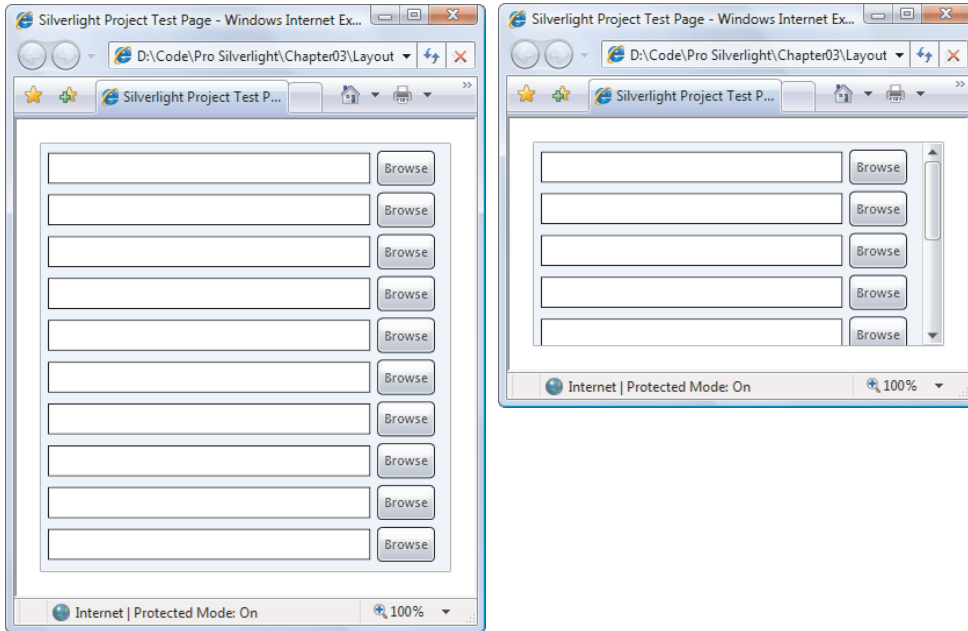 Silverlight Project Test Page - Windows Internet Ex...
D:\Code\Pro Silverlight\Chapter03\Layout
Silverlight Project Test P...
Browse
Browse
Browse
Browse
Browse
Browse
Browse
Browse
Browse
Browse
Internet | Protected Mode: On
100%
Silverlight Project Test Page - Windows Internet Ex...
D:\Code\Pro Silverlight\Chapter03\Layout
Silverlight Project Test P...
Browse
Browse
Browse
Browse
Browse
Internet | Protected Mode: On
100%